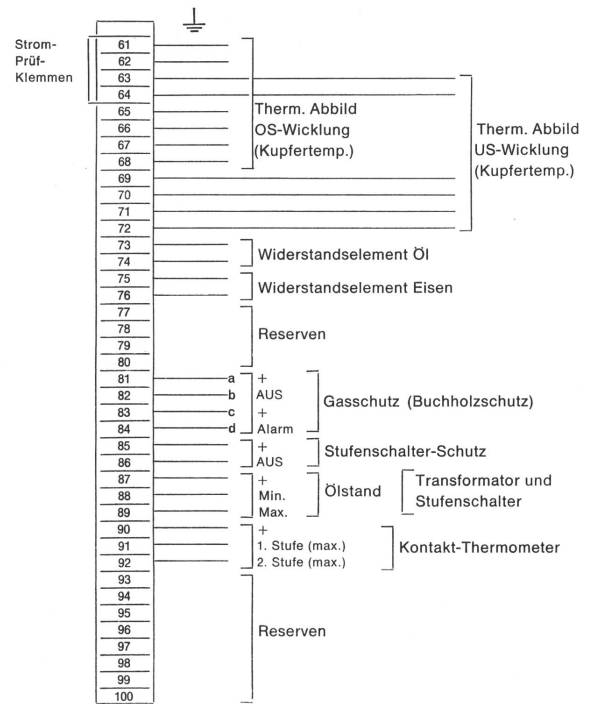 Strom-
Prüf-
Klemmen
61
62
63
64
65
66
67
68
69
70
71
72
73
74
75
76
77
78
79
80
81
82
83
84
85
86
87
88
89
90
91
92
93
94
95
96
97
98
99
100
Therm. Abbild
OS-Wicklung
(Kupfertemp.)
Therm. Abbild
US-Wicklung
(Kupfertemp.)
Widerstandselement Öl
Widerstandselement Eisen
Reserven
a +
b AUS
c +
d Alarm
Gasschutz (Buchholzschutz)
+
AUS
Stufenschalter-Schutz
+
Min.
Max.
Ölstand
Transformator und
Stufenschalter
+
1. Stufe (max.)
2. Stufe (max.)
Kontakt-Thermometer
Reserven